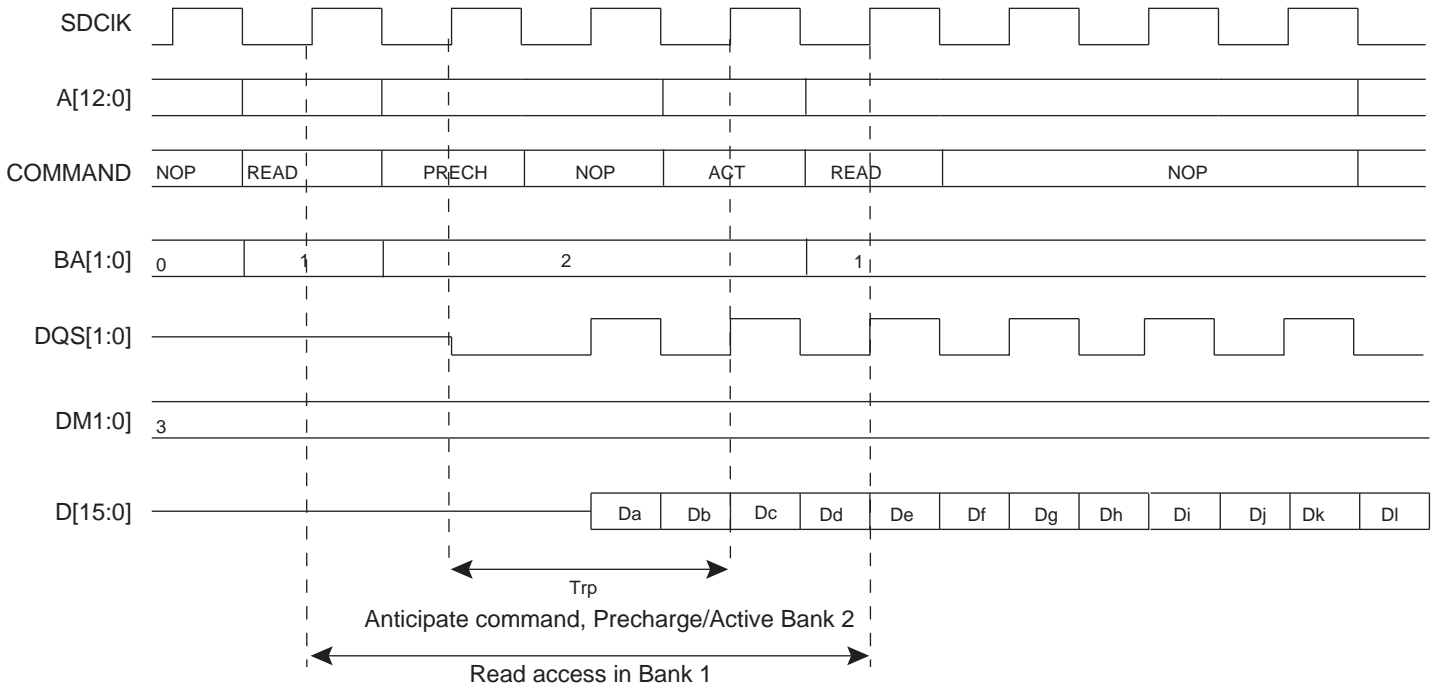 SDClK
A[12:0]
COMMAND NOP READ PRECH NOP ACT READ NOP
BA[1:0] 0 1 2 1
DQS[1:0]
DM1:0] 3
D[15:0] Da Db Dc Dd De Df Dg Dh Di Dj Dk Dl
Trp
Anticipate command, Precharge/Active Bank 2
Read access in Bank 1